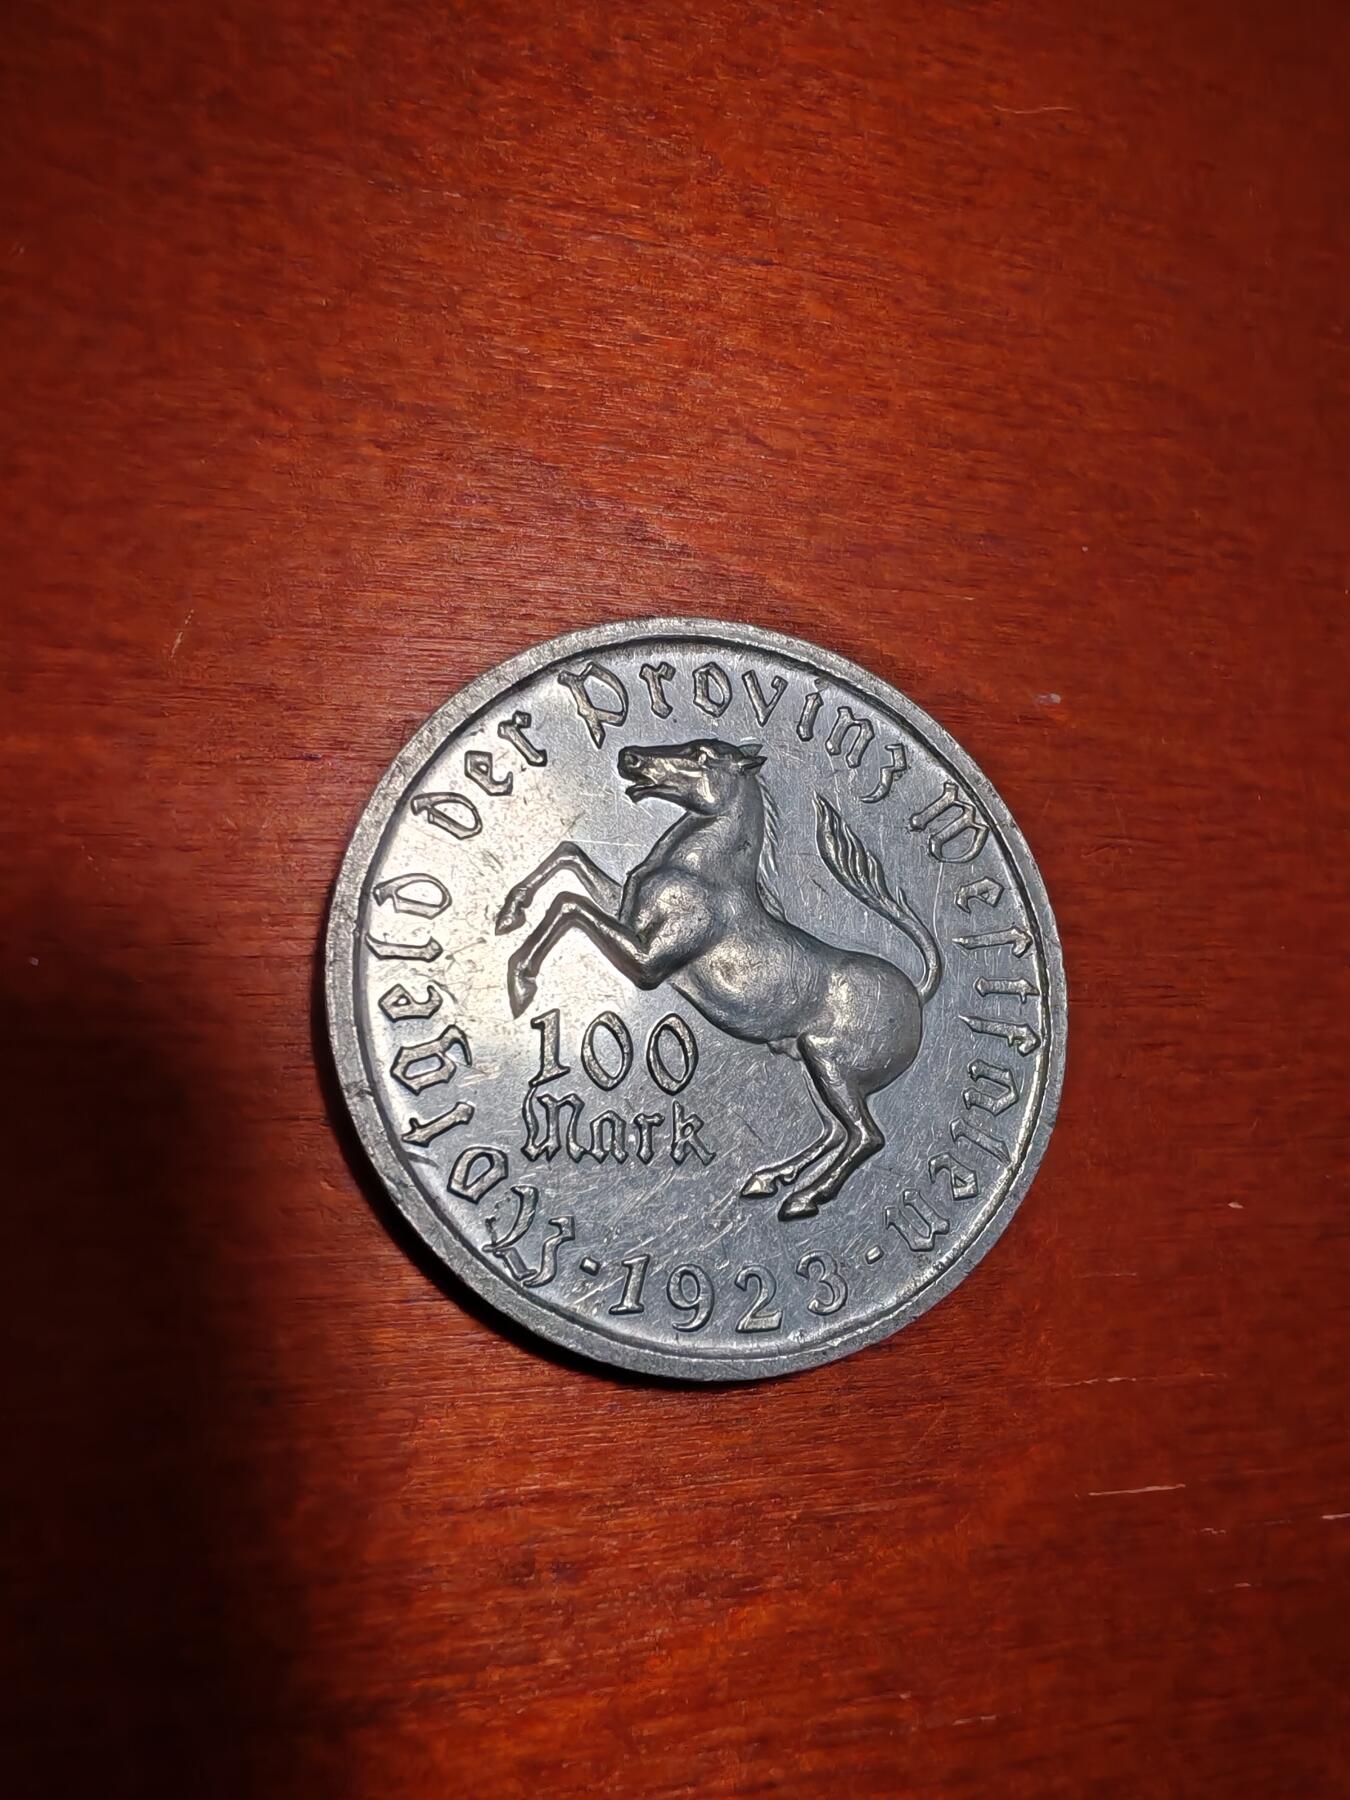 Notgeld der Provinz Westfalen
100
Mark
·1923·